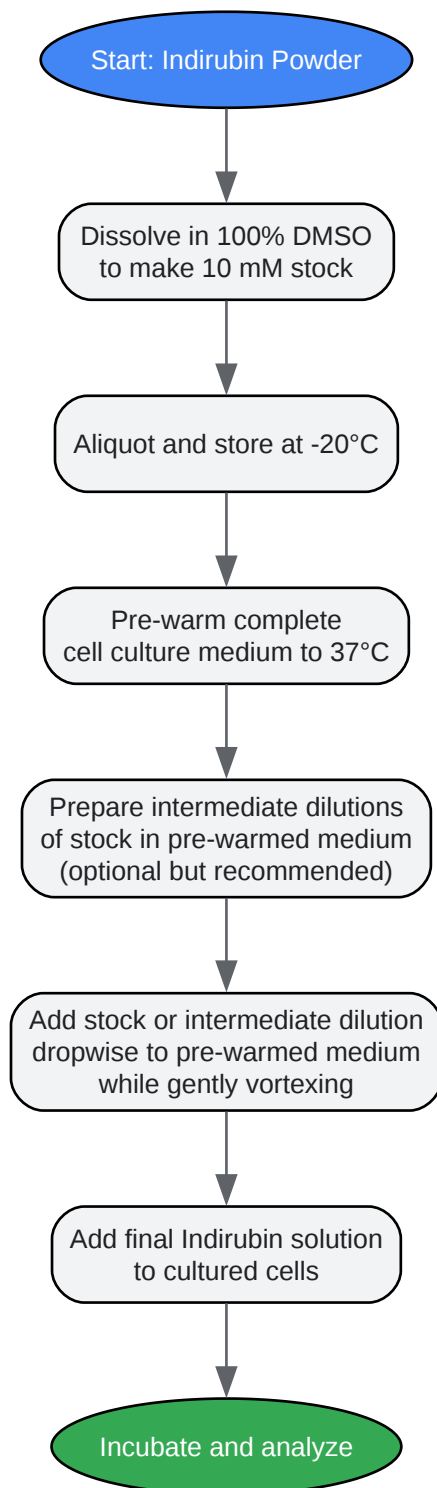 Start: Indirubin Powder
Dissolve in 100% DMSO
to make 10 mM stock
Aliquot and store at -20°C
Pre-warm complete
cell culture medium to 37°C
Prepare intermediate dilutions
of stock in pre-warmed medium
(optional but recommended)
Add stock or intermediate dilution
dropwise to pre-warmed medium
while gently vortexing
Add final Indirubin solution
to cultured cells
Incubate and analyze